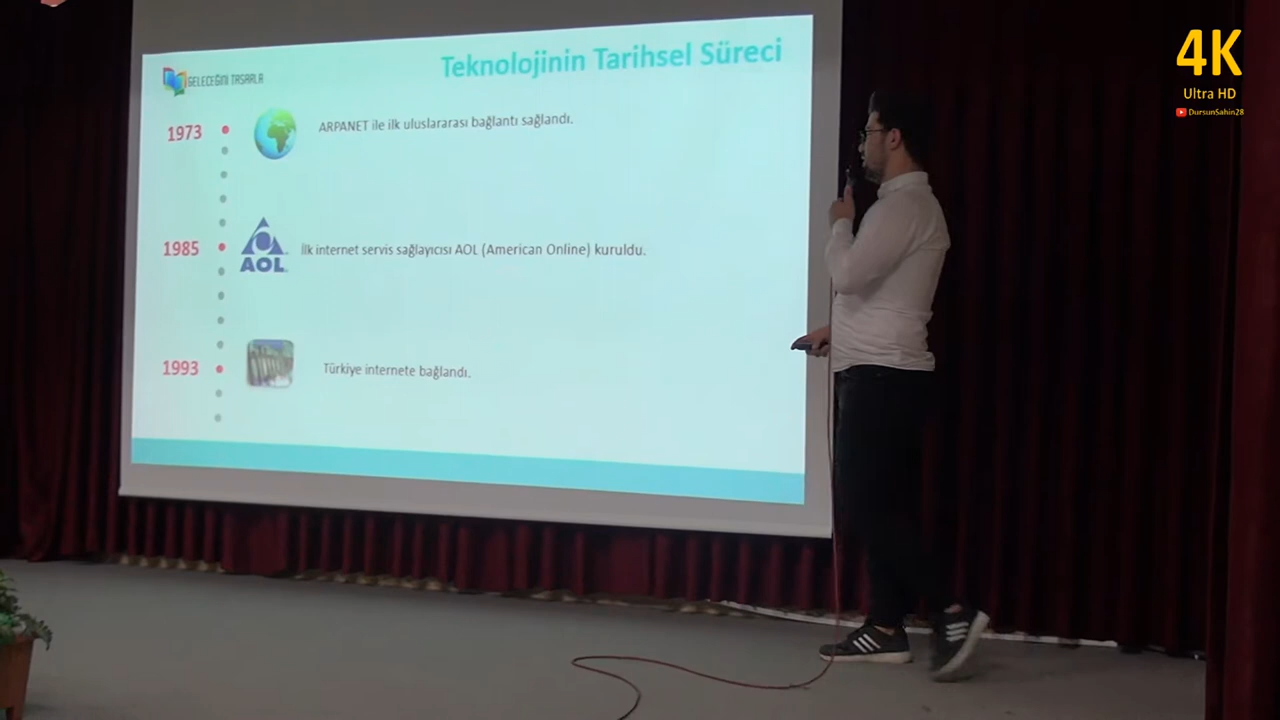 Teknolojinin Tarihsel Süreci
GELECEĞİNİ TASARLA
1973
ARPANET ile ilk uluslararası bağlantı sağlandı.
1985
AOL
İlk internet servis sağlayıcısı AOL (American Online) kuruldu.
1993
Türkiye internete bağlandı.
4K
Ultra HD
DursunSahin28